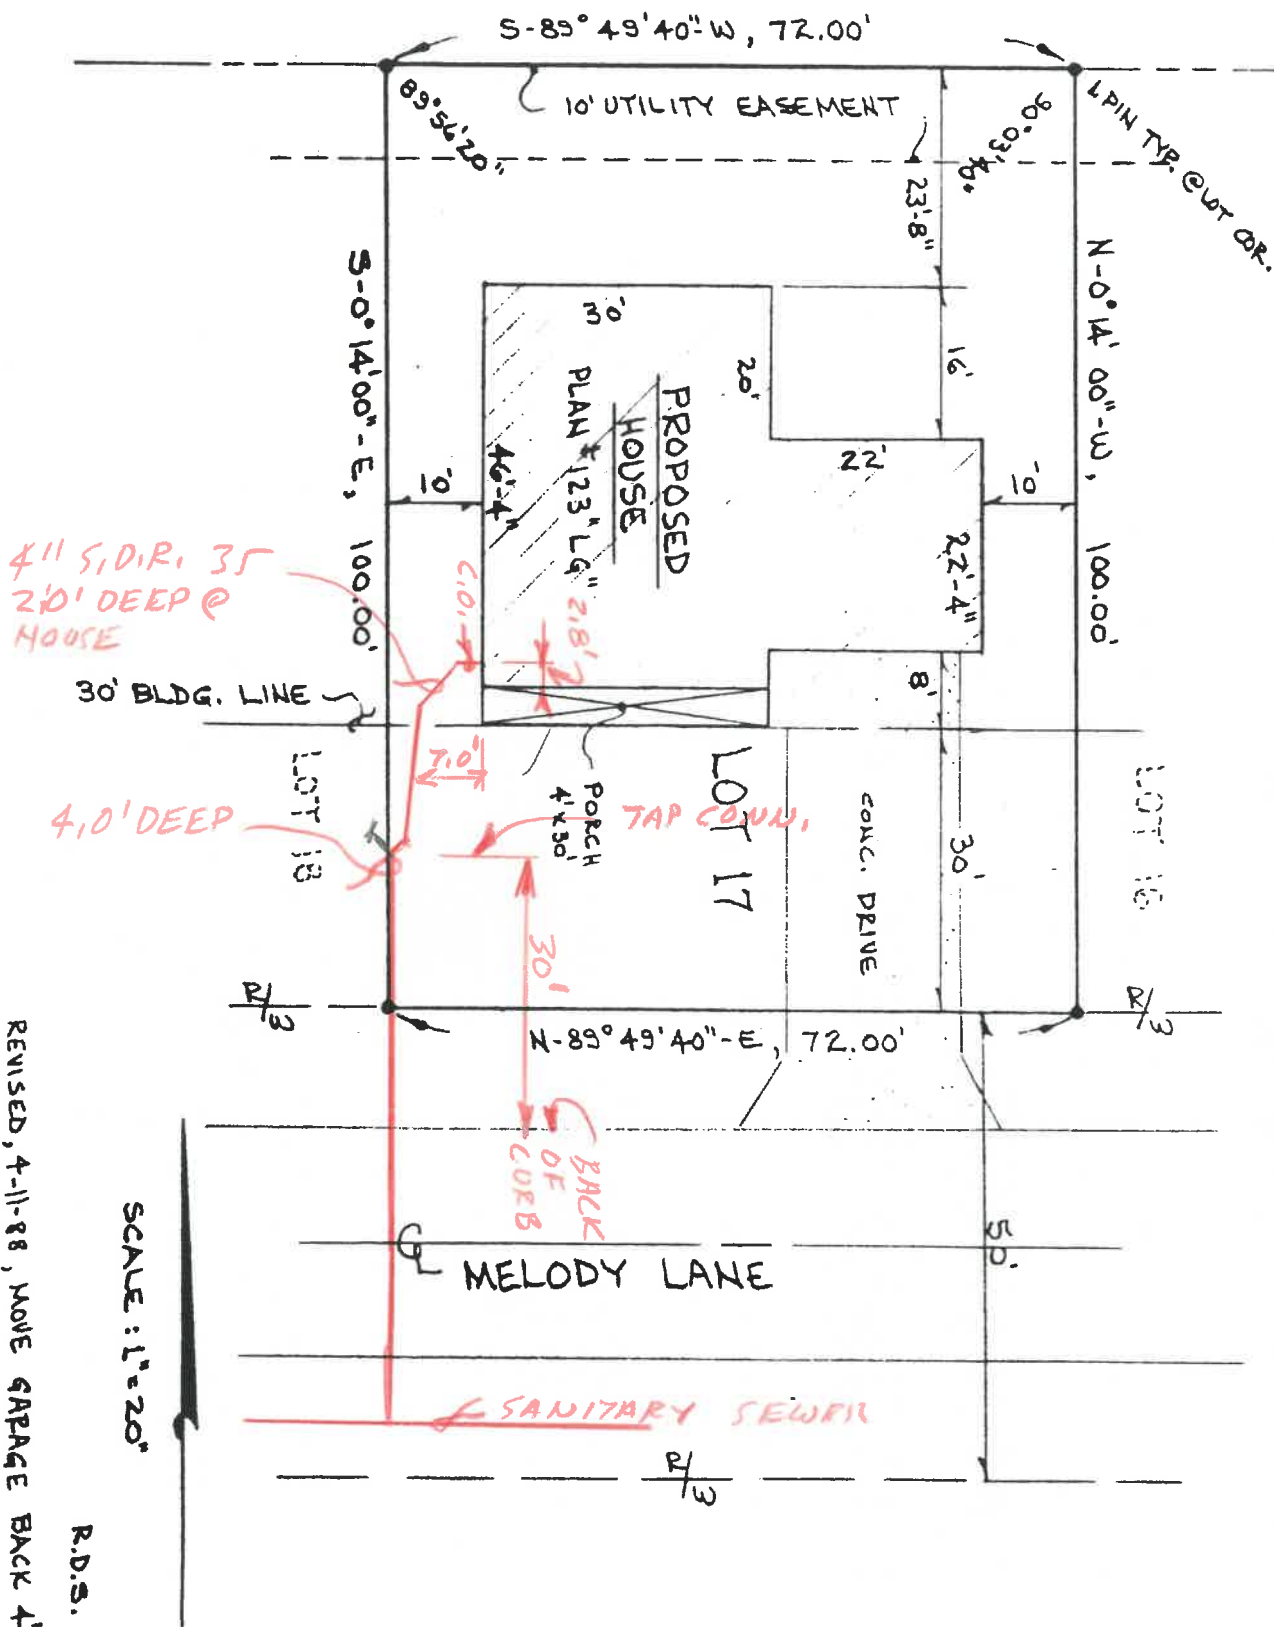 S-89° 49' 40"-W, 72.00'
10' UTILITY EASEMENT
89°56'20"
PIN TYP. @ LOT COR.
23'-8"
S-0° 14' 00"-E, 100.00'
N-0° 14' 00"-W, 100.00'
30'
20'
16'
PROPOSED
HOUSE
PLAN # 123" LG"
46'-4"
22'
22'-4"
10'
10'
4" S.D.R. 35
2.0' DEEP @
HOUSE
C.O.
2.8'
8'
30' BLDG. LINE
7.0'
PORCH
4' x 30'
LOT 18
LOT 17
LOT 16
CONC. DRIVE
30'
4.0' DEEP
TAP CONN.
30'
R/W
R/W
N-89° 49' 40"-E, 72.00'
BACK
OF
CURB
50'
CL MELODY LANE
SANITARY SEWER
R/W
SCALE: 1"=20"
R.D.S.
REVISED, 4-11-88, MOVE GARAGE BACK 4'